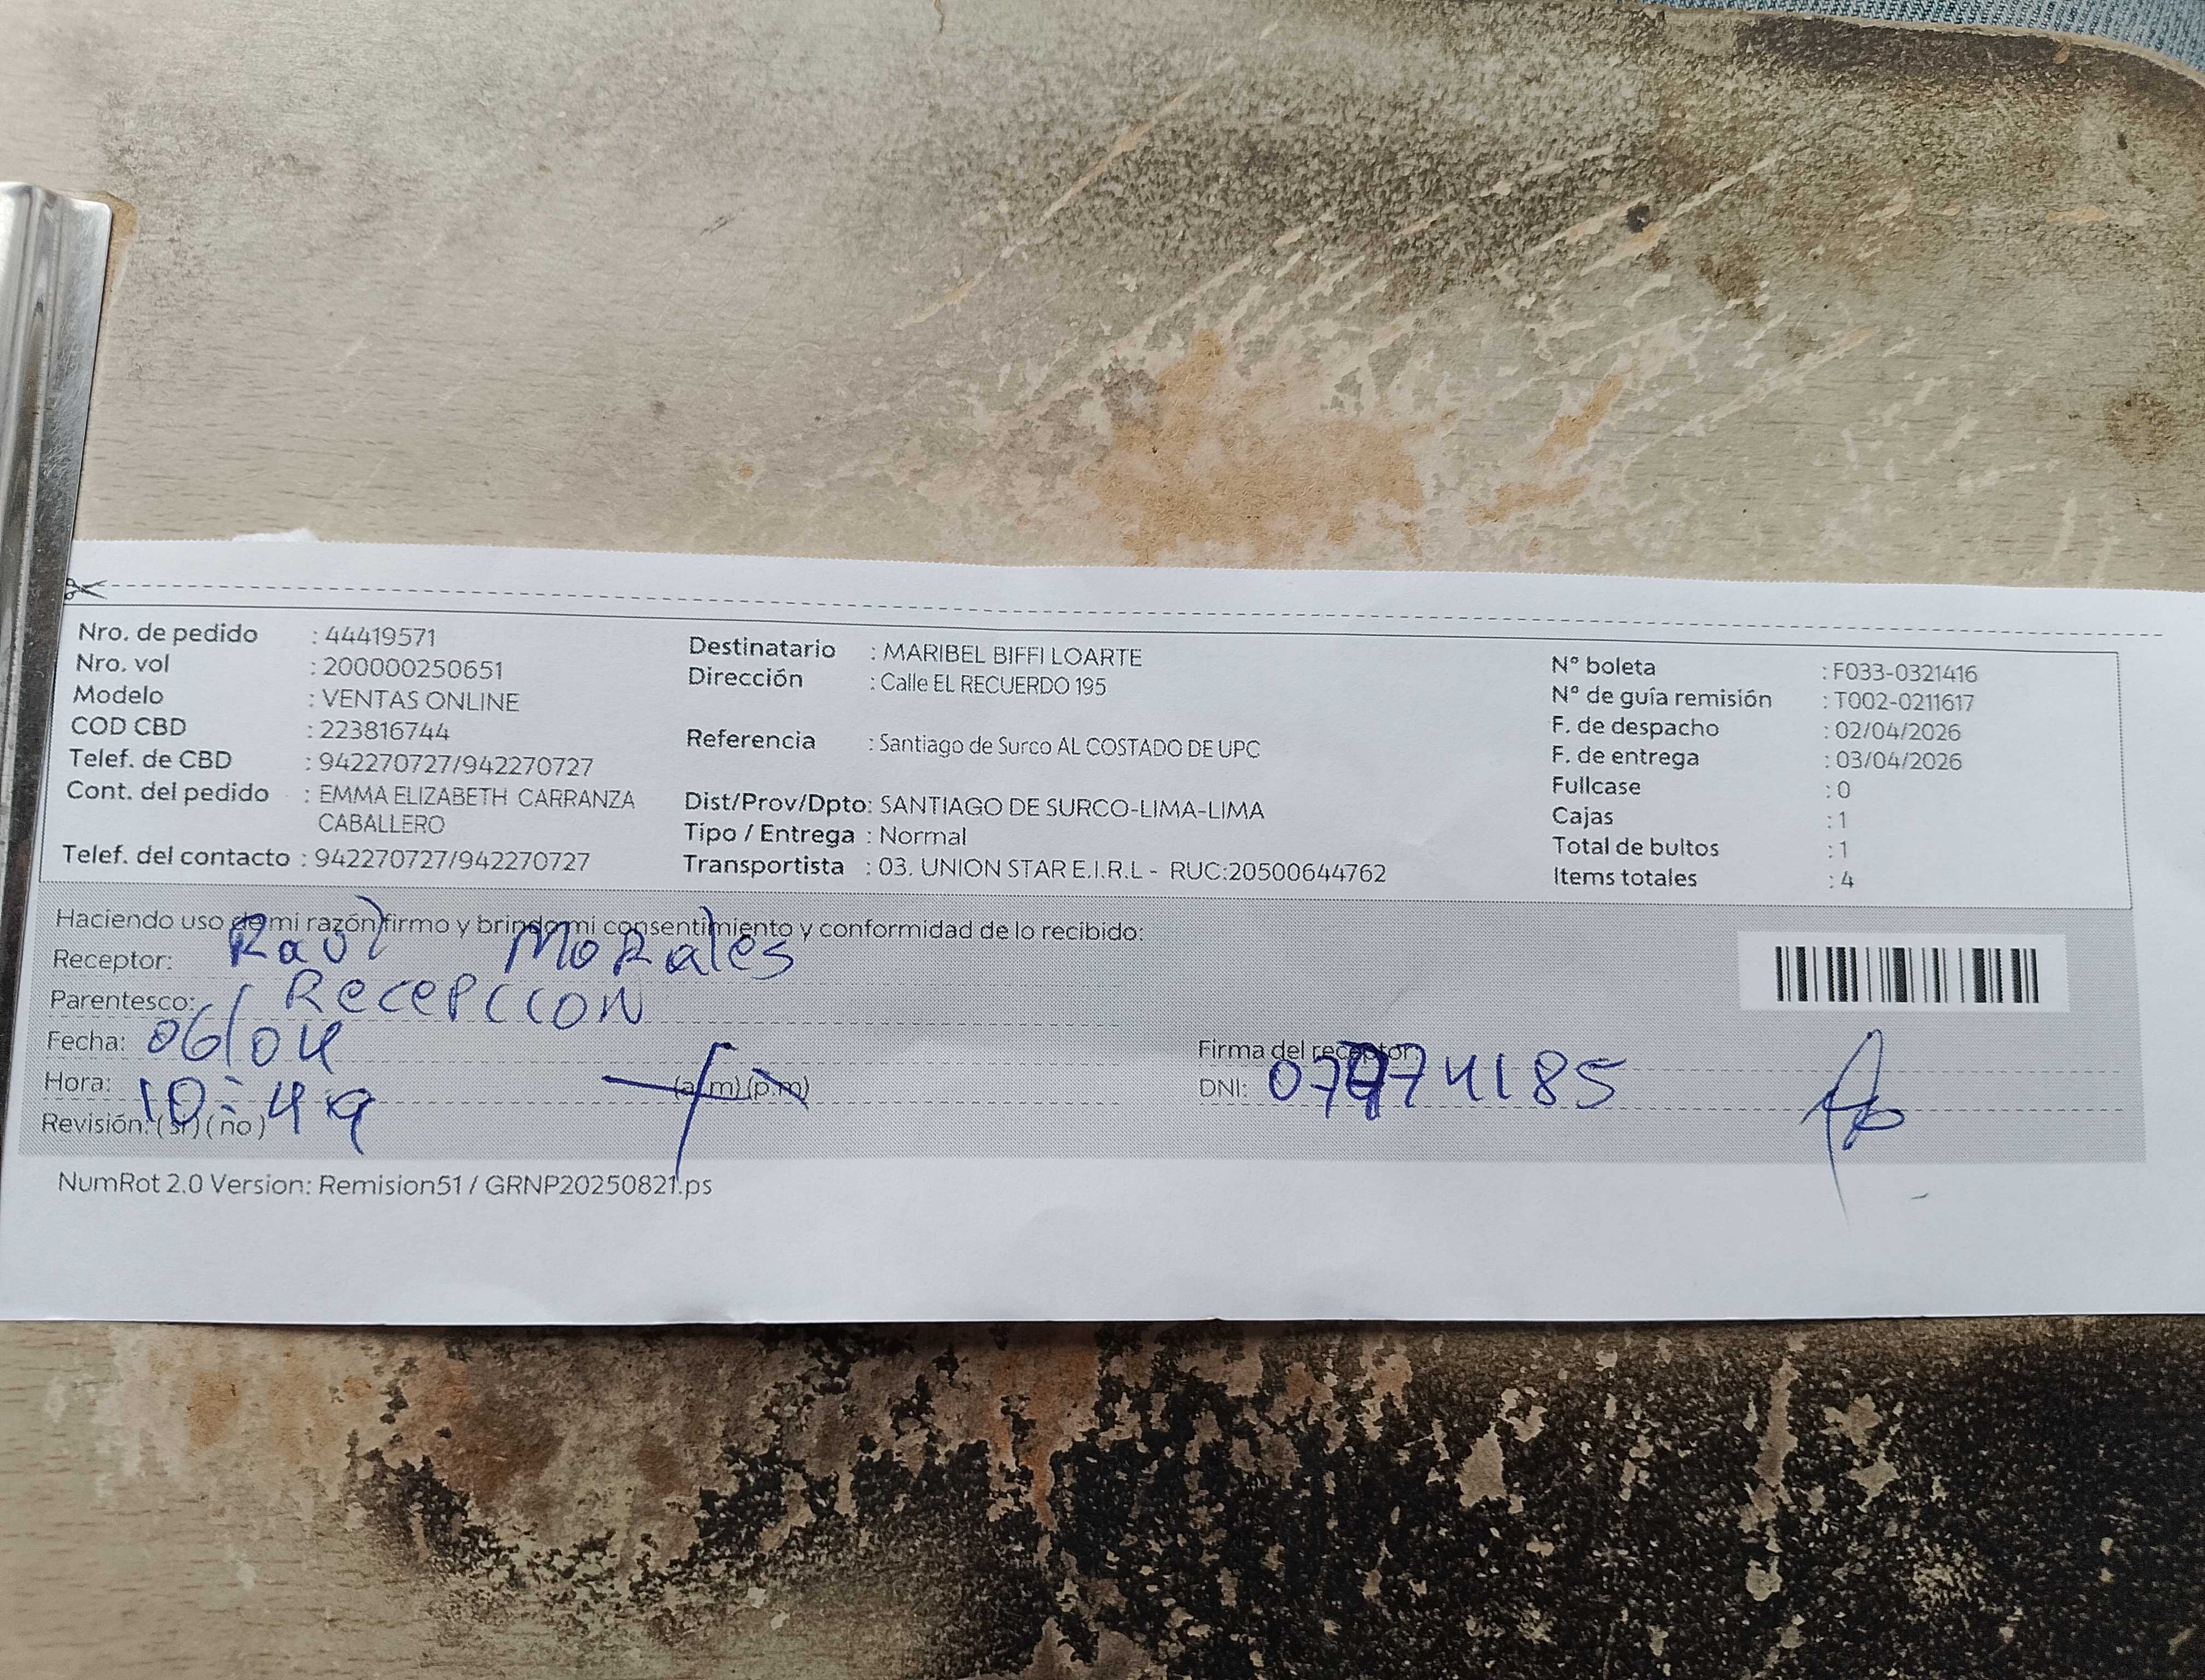 Nro. de pedido : 44419571
Nro. vol : 200000250651
Modelo : VENTAS ONLINE
COD CBD : 223816744
Telef. de CBD : 942270727/942270727
Cont. del pedido : EMMA ELIZABETH CARRANZA
CABALLERO
Telef. del contacto : 942270727/942270727
Destinatario : MARIBEL BIFFI LOARTE
Dirección : Calle EL RECUERDO 195
Referencia : Santiago de Surco AL COSTADO DE UPC
Dist/Prov/Dpto: SANTIAGO DE SURCO-LIMA-LIMA
Tipo / Entrega : Normal
Transportista : 03. UNION STAR E.I.R.L - RUC:20500644762
N° boleta : F033-0321416
N° de guía remisión : T002-0211617
F. de despacho : 02/04/2026
F. de entrega : 03/04/2026
Fullcase : 0
Cajas : 1
Total de bultos : 1
Items totales : 4
Haciendo uso de mi razón firmo y brindo mi consentimiento y conformidad de lo recibido:
Receptor: Raúl Morales
Parentesco: Recepcion
Fecha: 06/04
Hora: 10:49 (a.m) (p.m)
Revisión: (si) (no)
Firma del receptor:
DNI:
NumRot 2.0 Version: Remision51 / GRNP20250821.ps